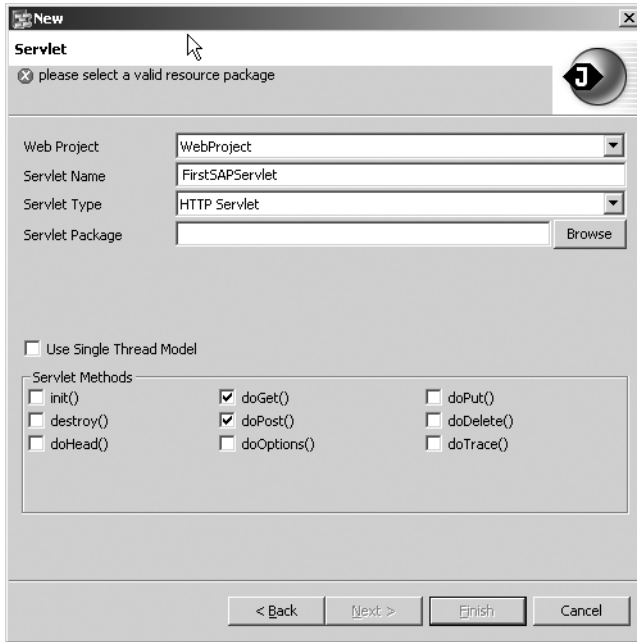 New
Servlet
please select a valid resource package
J
Web Project WebProject
Servlet Name FirstSAPServlet
Servlet Type HTTP Servlet
Servlet Package Browse
Use Single Thread Model
Servlet Methods
init() doGet() doPut()
destroy() doPost() doDelete()
doHead() doOptions() doTrace()
< Back Next > Finish Cancel